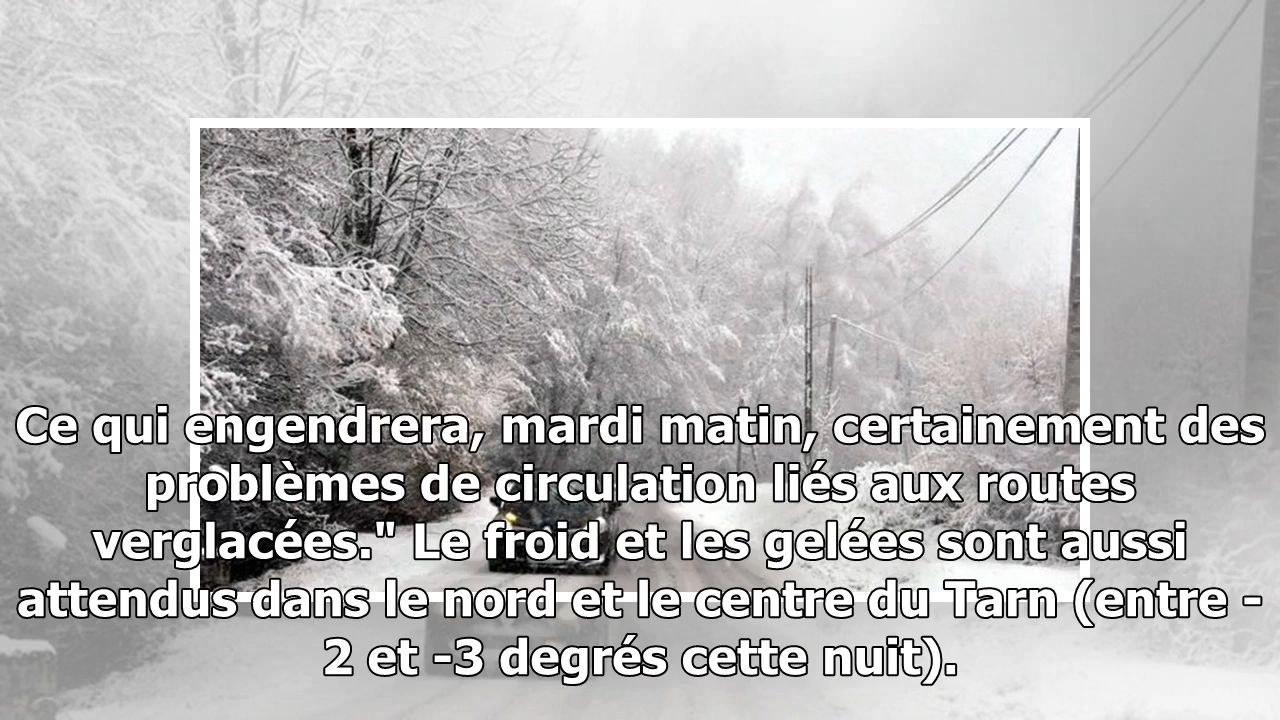 Ce qui engendrera, mardi matin, certainement des
problèmes de circulation liés aux routes
verglacées." Le froid et les gelées sont aussi
attendus dans le nord et le centre du Tarn (entre -
2 et -3 degrés cette nuit).